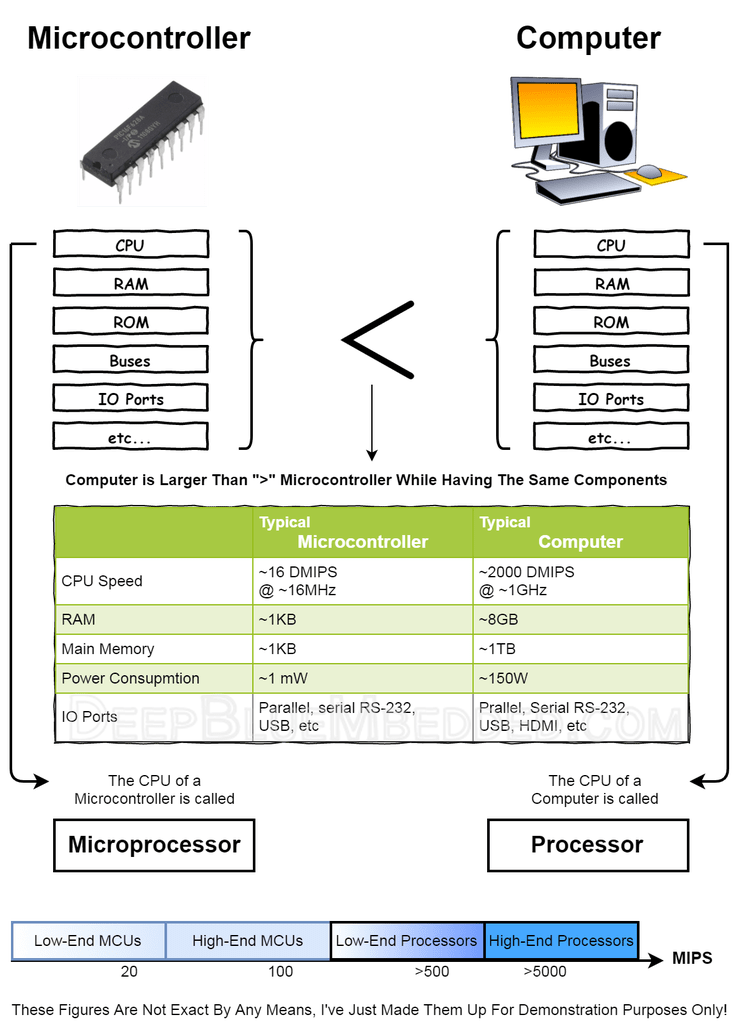 Microcontroller
Computer
CPU
RAM
ROM
Buses
IO Ports
etc...
CPU
RAM
ROM
Buses
IO Ports
etc...
Computer is Larger Than ">" Microcontroller While Having The Same Components
Typical Microcontroller
Typical Computer
CPU Speed
~16 DMIPS
@ ~16MHz
~2000 DMIPS
@ ~1GHz
RAM
~1KB
~8GB
Main Memory
~1KB
~1TB
Power Consupmtion
~1 mW
~150W
IO Ports
Parallel, serial RS-232,
USB, etc
Prallel, Serial RS-232,
USB, HDMI, etc
DeepBlueMbedded.com
The CPU of a
Microcontroller is called
Microprocessor
The CPU of a
Computer is called
Processor
Low-End MCUs
High-End MCUs
Low-End Processors
High-End Processors
MIPS
20
100
>500
>5000
These Figures Are Not Exact By Any Means, I've Just Made Them Up For Demonstration Purposes Only!